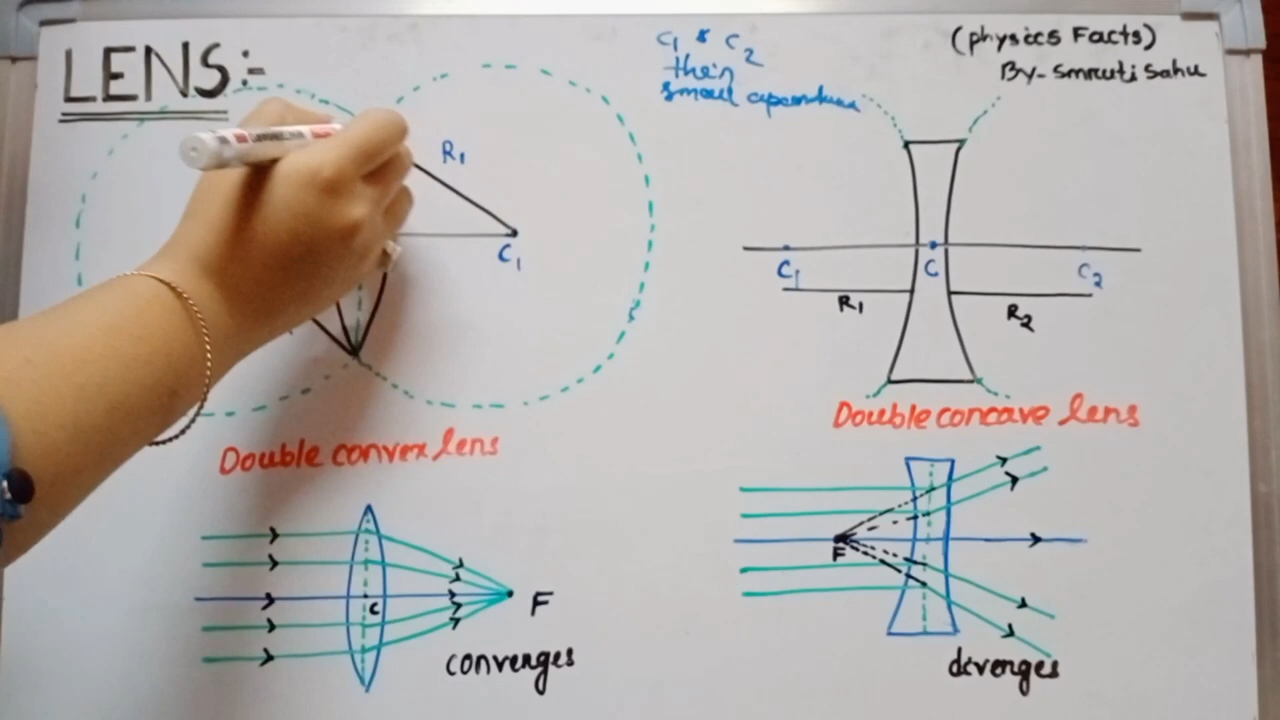 LENS:-
C1 & C2
thin
small
(physics Facts)
By- Smruti Sahu
R1
C1
C1
C
C2
R1
R2
Double convex lens
Double concave lens
C
F
converges
F
diverges